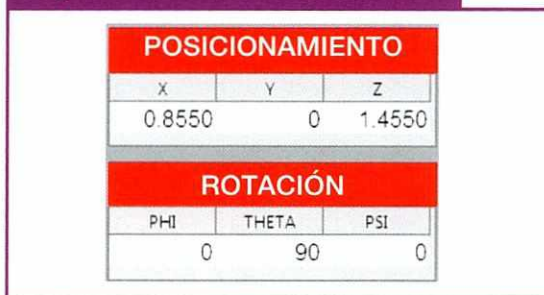 POSICIONAMIENTO
X Y Z
0.8550 0 1.4550
ROTACIÓN
PHI THETA PSI
0 90 0